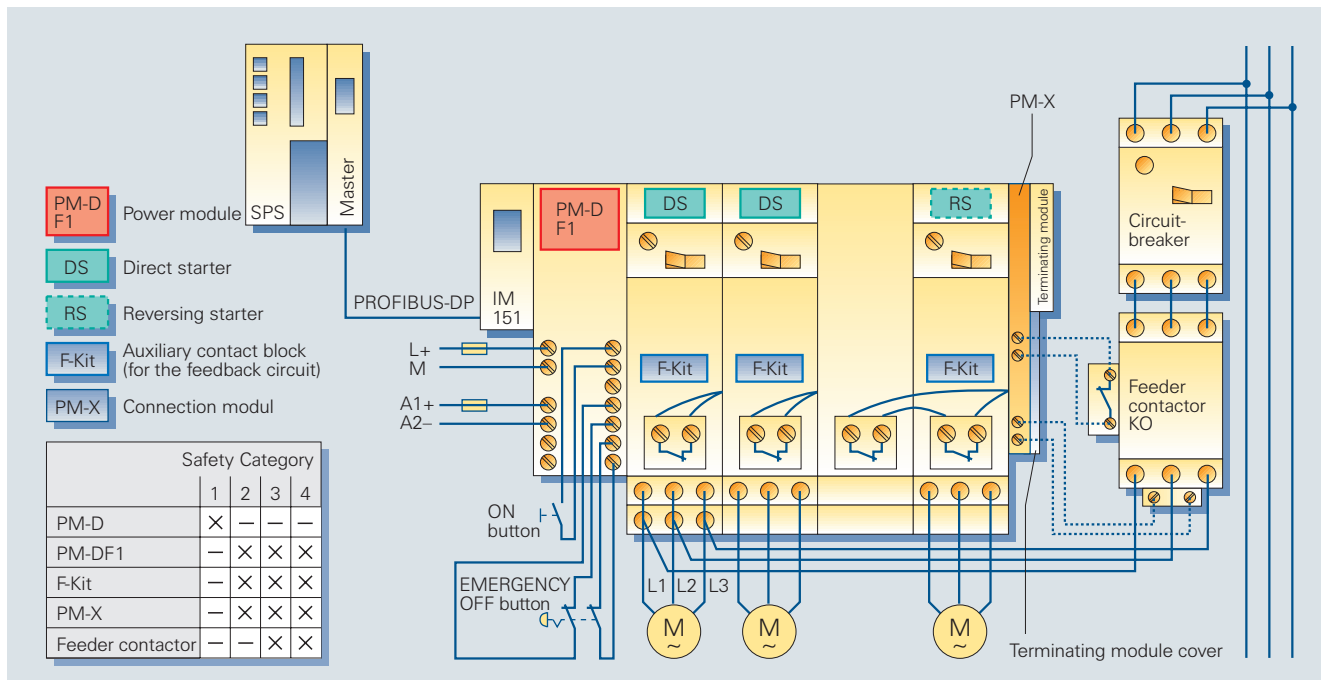 PM-X
SPS
Master
PM-D
F1
Power module
DS
Direct starter
RS
Reversing starter
F-Kit
Auxiliary contact block
(for the feedback circuit)
PM-X
Connection modul
PROFIBUS-DP
IM
151
PM-D
F1
DS
DS
RS
Terminating module
Circuit-
breaker
L+
M
A1+
A2–
F-Kit
F-Kit
F-Kit
Feeder
contactor
KO
Safety Category
1 2 3 4
PM-D × – – –
PM-DF1 – × × ×
F-Kit – × × ×
PM-X – × × ×
Feeder contactor – – × ×
ON
button
EMERGENCY
OFF button
L1 L2 L3
M
~
M
~
M
~
Terminating module cover